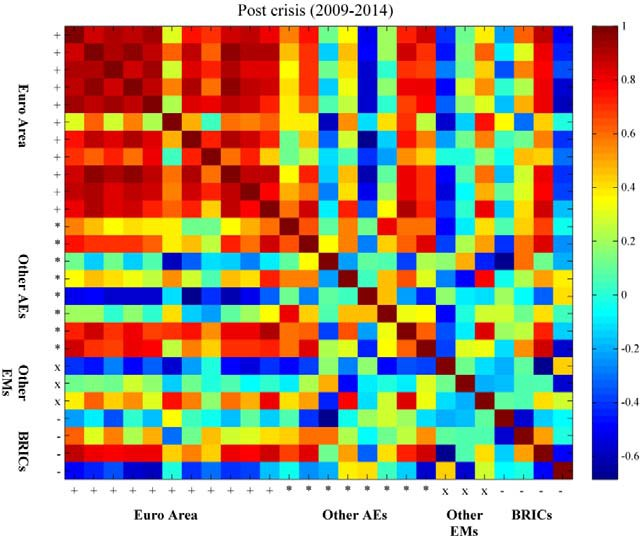 Post crisis (2009-2014)
Euro Area
Other AEs
Other
EMs
BRICs
+
+
+
+
+
+
+
+
+
+
+
*
*
*
*
*
*
*
*
x
x
x
-
-
-
-
+ + + + + + + + + + + * * * * * * * * x x x - - - -
Euro Area Other AEs Other BRICs
EMs
1
0.8
0.6
0.4
0.2
0
-0.2
-0.4
-0.6